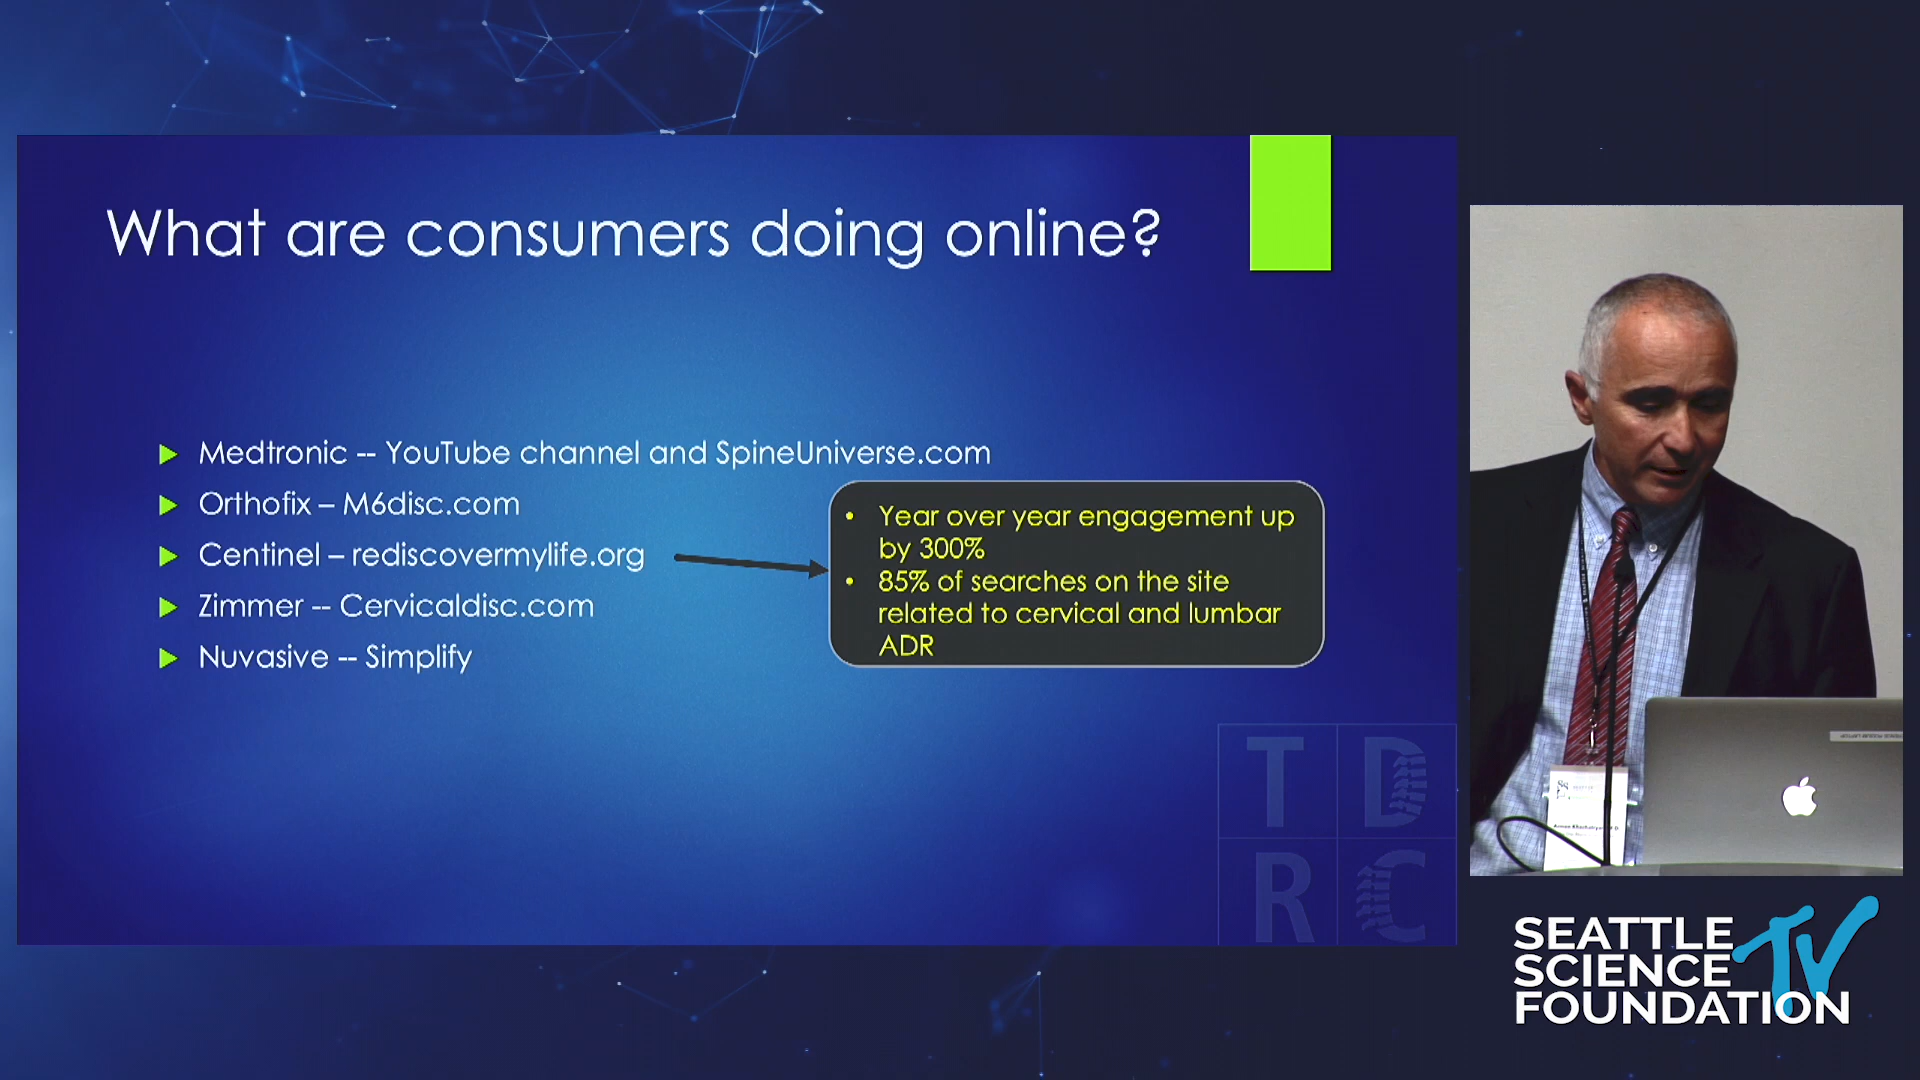 What are consumers doing online?
Medtronic -- YouTube channel and SpineUniverse.com
Orthofix – M6disc.com
Centinel – rediscovermylife.org
Zimmer -- Cervicaldisc.com
Nuvasive -- Simplify
• Year over year engagement up
by 300%
• 85% of searches on the site
related to cervical and lumbar
ADR
T D
R C
SEATTLE
SCIENCE TV
FOUNDATION